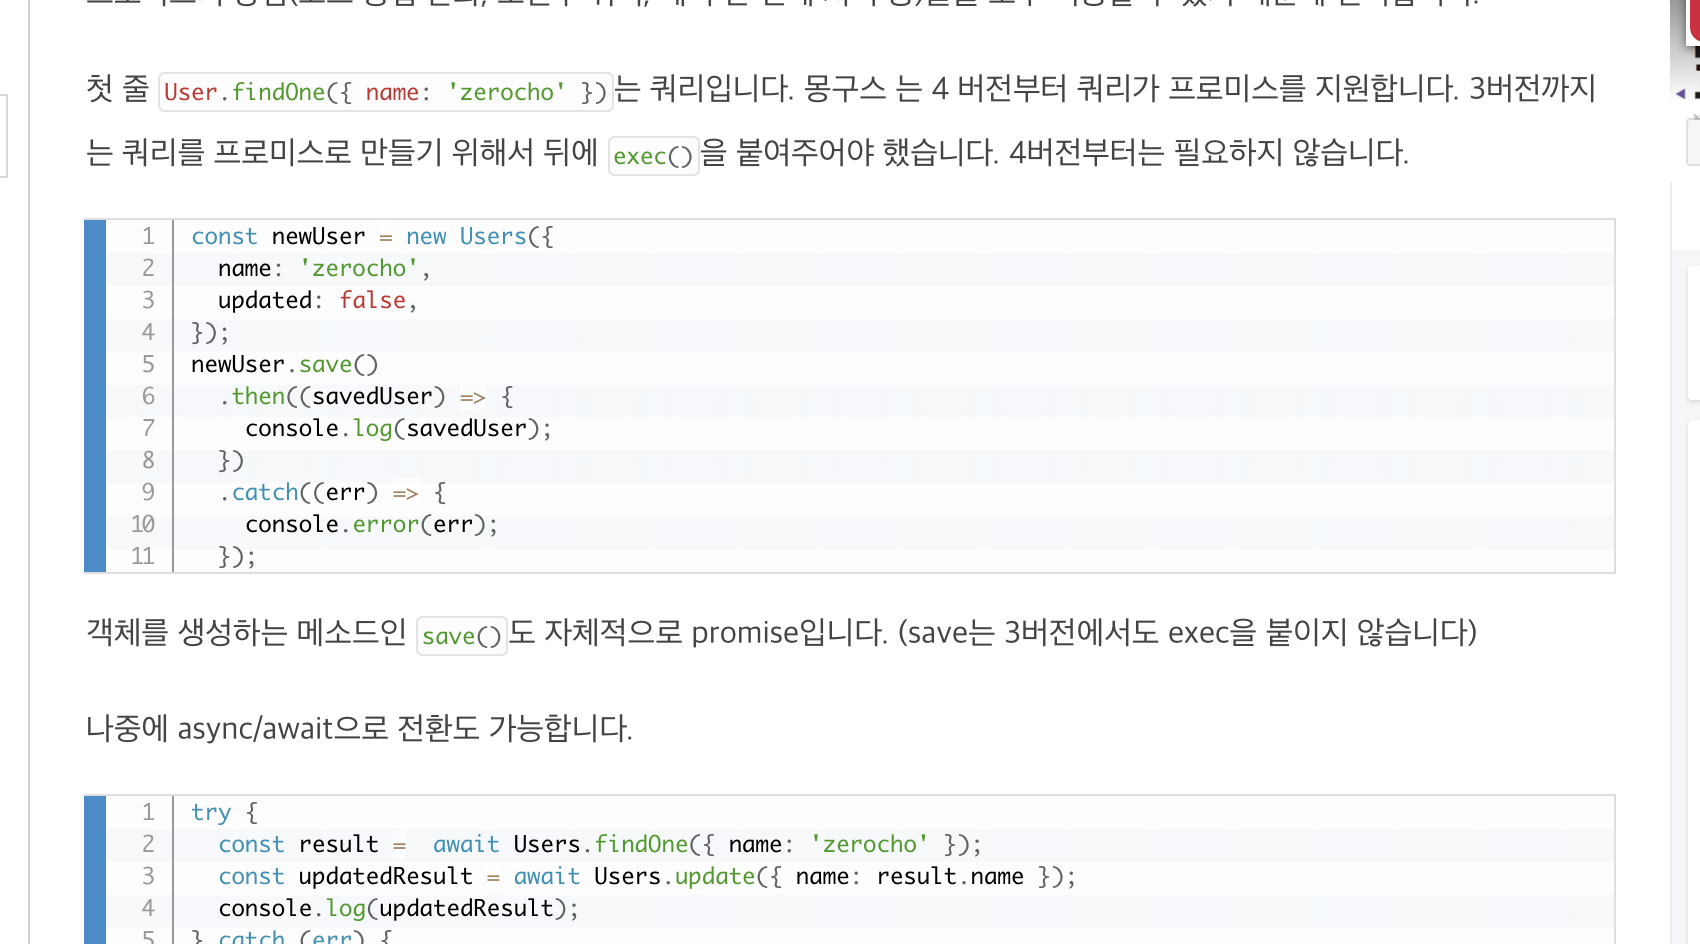 첫 줄 User.findOne({ name: 'zerocho' })는 쿼리입니다. 몽구스 는 4 버전부터 쿼리가 프로미스를 지원합니다. 3버전까지
는 쿼리를 프로미스로 만들기 위해서 뒤에 exec()을 붙여주어야 했습니다. 4버전부터는 필요하지 않습니다.
1 const newUser = new Users({
2   name: 'zerocho',
3   updated: false,
4 });
5 newUser.save()
6   .then((savedUser) => {
7     console.log(savedUser);
8   })
9   .catch((err) => {
10     console.error(err);
11   });
객체를 생성하는 메소드인 save()도 자체적으로 promise입니다. (save는 3버전에서도 exec을 붙이지 않습니다)
나중에 async/await으로 전환도 가능합니다.
1 try {
2   const result =  await Users.findOne({ name: 'zerocho' });
3   const updatedResult = await Users.update({ name: result.name });
4   console.log(updatedResult);
5 } catch (err) {